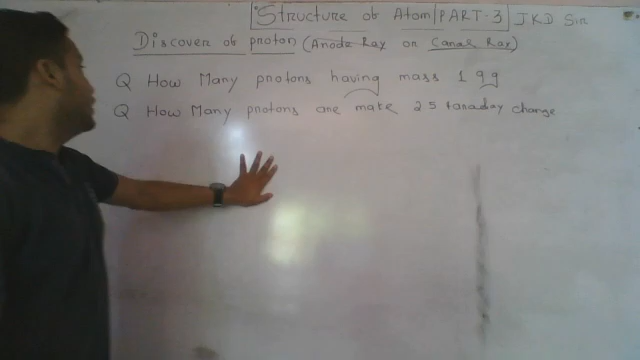 Structure of Atom PART-3 JKD Sir
Discover of proton (Anode Ray or Canal Ray)
Q How Many protons having mass 1 gg
Q How Many protons are make 25 faraday change